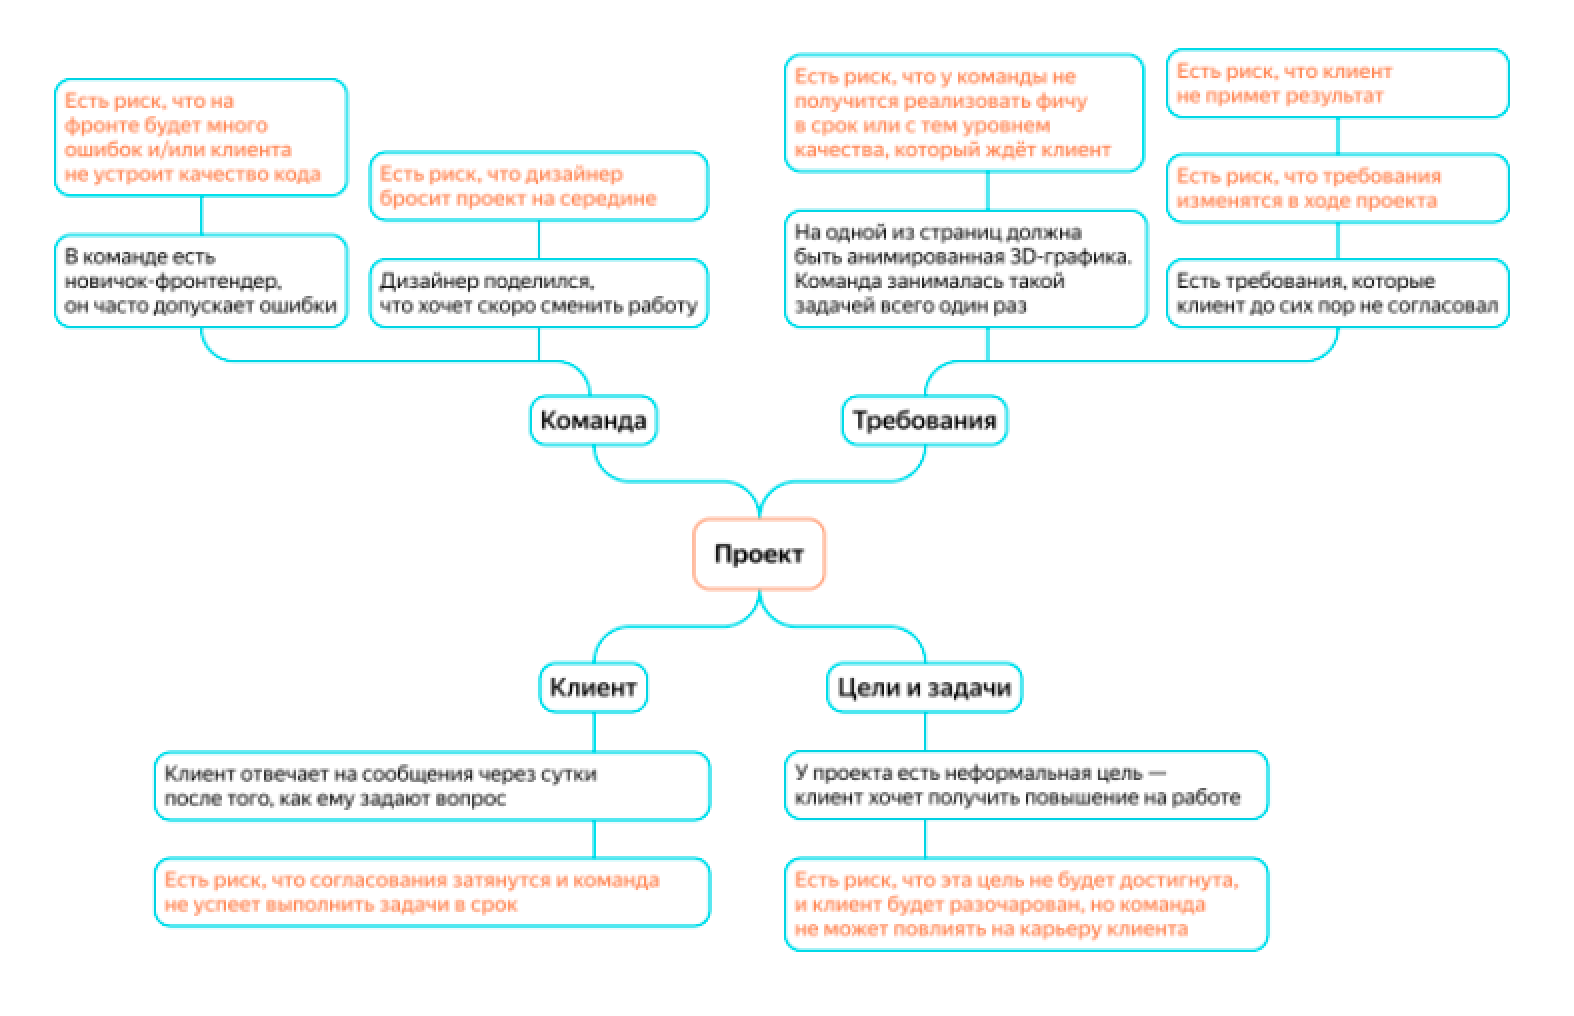 Есть риск, что на
фронте будет много
ошибок и/или клиента
не устроит качество кода
В команде есть
новичок-фронтендер,
он часто допускает ошибки
Есть риск, что дизайнер
бросит проект на середине
Дизайнер поделился,
что хочет скоро сменить работу
Есть риск, что у команды не
получится реализовать фичу
в срок или с тем уровнем
качества, который ждёт клиент
На одной из страниц должна
быть анимированная 3D-графика.
Команда занималась такой
задачей всего один раз
Есть риск, что клиент
не примет результат
Есть риск, что требования
изменятся в ходе проекта
Есть требования, которые
клиент до сих пор не согласовал
Команда
Требования
Проект
Клиент
Цели и задачи
Клиент отвечает на сообщения через сутки
после того, как ему задают вопрос
Есть риск, что согласования затянутся и команда
не успеет выполнить задачи в срок
У проекта есть неформальная цель —
клиент хочет получить повышение на работе
Есть риск, что эта цель не будет достигнута,
и клиент будет разочарован, но команда
не может повлиять на карьеру клиента